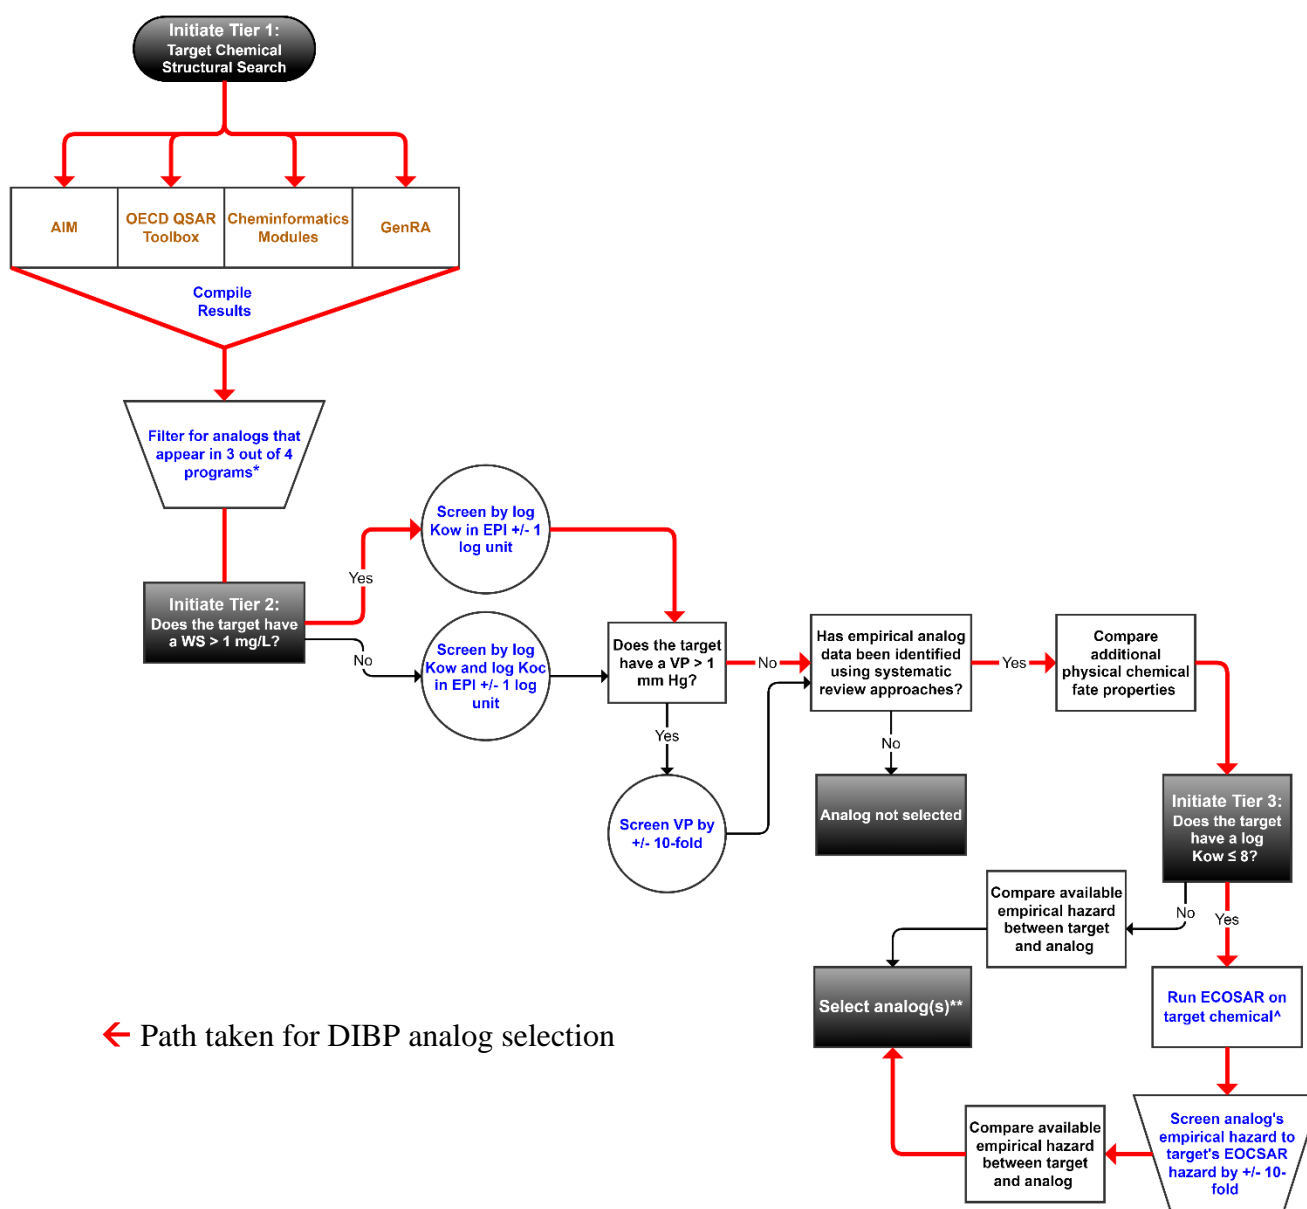 Initiate Tier 1:
Target Chemical
Structural Search
AIM
OECD QSAR
Toolbox
Cheminformatics
Modules
GenRA
Compile
Results
Filter for analogs that
appear in 3 out of 4
programs*
Initiate Tier 2:
Does the target have
a WS > 1 mg/L?
Yes
No
Screen by log
Kow in EPI +/- 1
log unit
Screen by log
Kow and log Koc
in EPI +/- 1 log
unit
Does the target
have a VP > 1
mm Hg?
No
Yes
Screen VP by
+/- 10-fold
Has empirical analog
data been identified
using systematic
review approaches?
Yes
No
Analog not selected
Compare
additional
physical chemical
fate properties
Initiate Tier 3:
Does the target
have a log
Kow ≤ 8?
No
Yes
Compare available
empirical hazard
between target
and analog
Run ECOSAR on
target chemical^
Screen analog's
empirical hazard to
target's EOCSAR
hazard by +/- 10-
fold
Compare available
empirical hazard
between target
and analog
Select analog(s)**
Path taken for DIBP analog selection